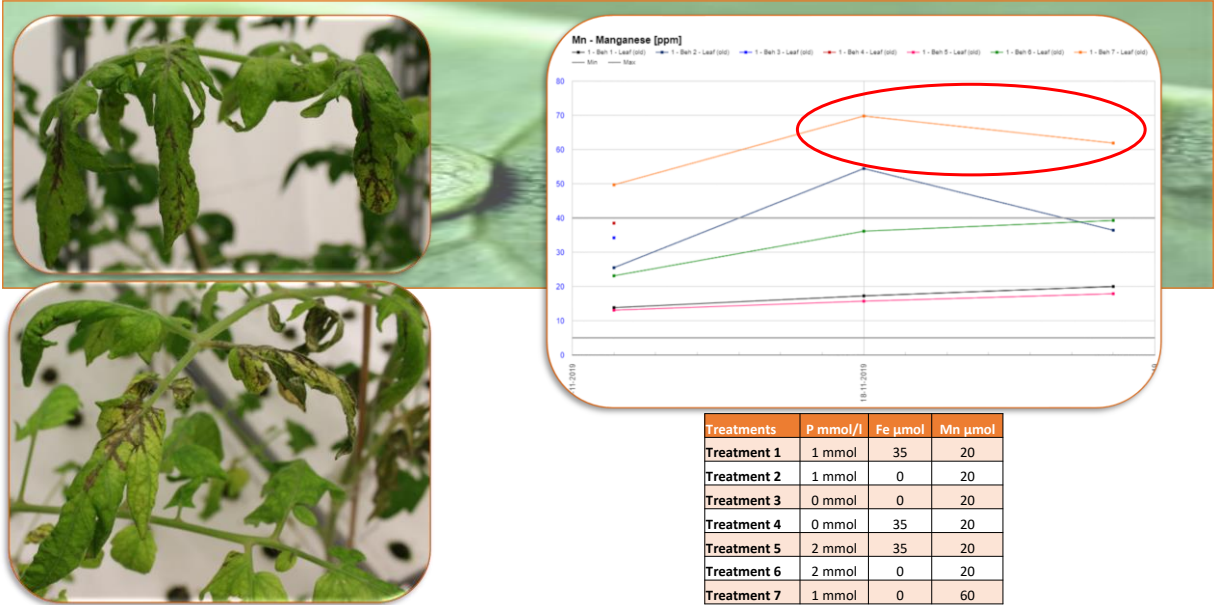 Mn - Manganese [ppm]
1 - Beh 1 - Leaf (old) 1 - Beh 2 - Leaf (old) 1 - Beh 3 - Leaf (old) 1 - Beh 4 - Leaf (old) 1 - Beh 5 - Leaf (old) 1 - Beh 6 - Leaf (old) 1 - Beh 7 - Leaf (old)
Min Max
80
70
60
50
40
30
20
10
0
-11-2019
18-11-2019
Treatments P mmol/l Fe µmol Mn µmol
Treatment 1 1 mmol 35 20
Treatment 2 1 mmol 0 20
Treatment 3 0 mmol 0 20
Treatment 4 0 mmol 35 20
Treatment 5 2 mmol 35 20
Treatment 6 2 mmol 0 20
Treatment 7 1 mmol 0 60